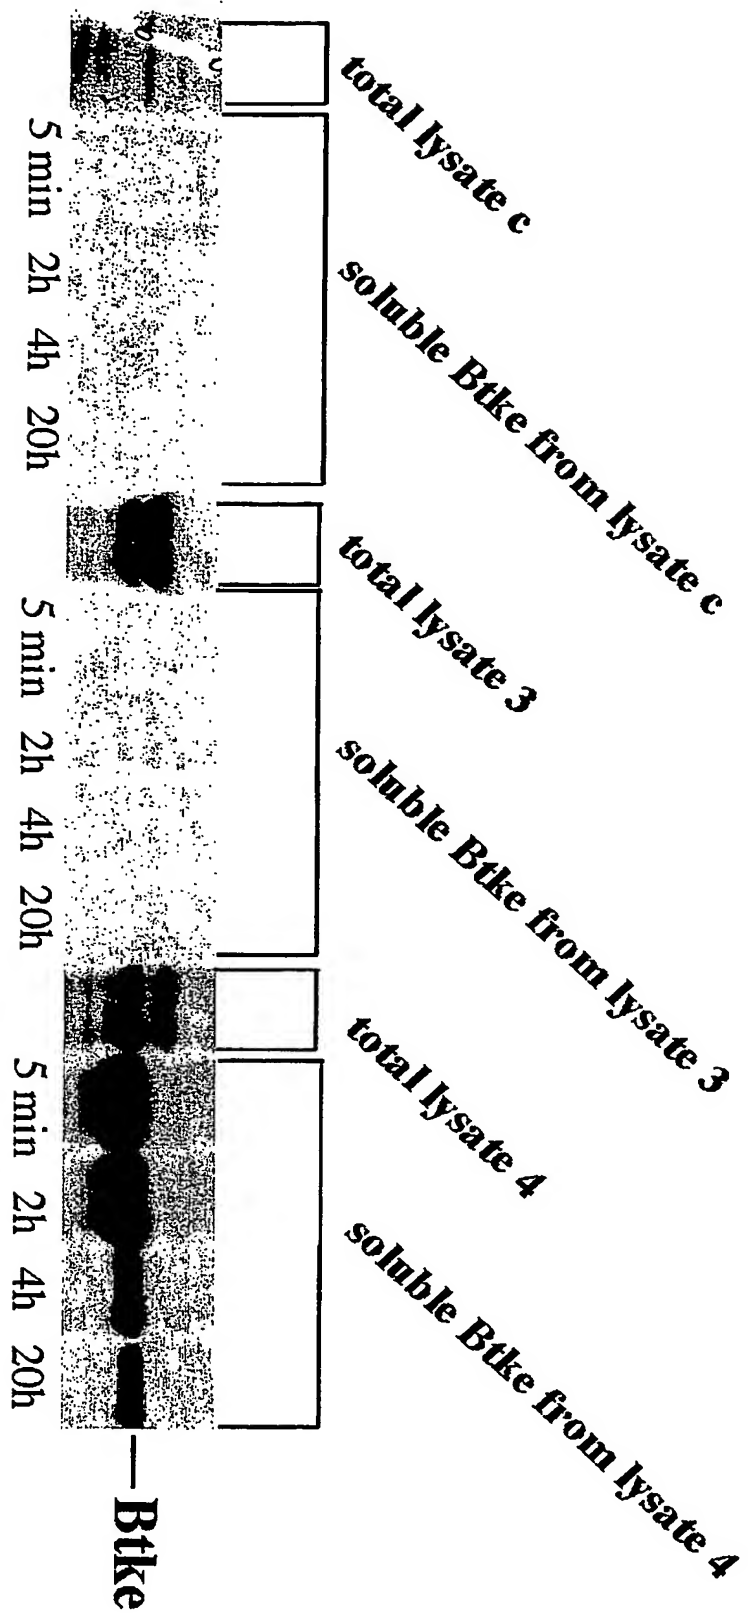 total lysate c
soluble Btke from lysate c
total lysate 3
soluble Btke from lysate 3
total lysate 4
soluble Btke from lysate 4
5 min 2h 4h 20h
5 min 2h 4h 20h
5 min 2h 4h 20h
Btke